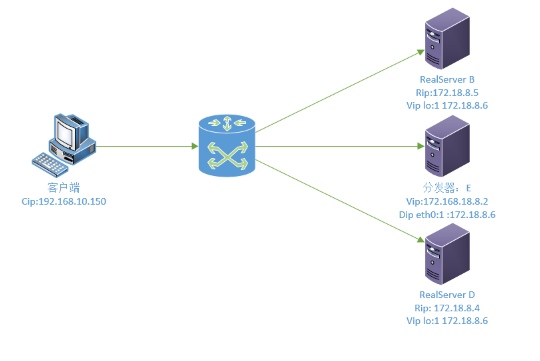 RealServer B
Rip:172.18.8.5
Vip lo:1 172.18.8.6
客户端
Cip:192.168.10.150
分发器：E
Vip:172.168.18.8.2
Dip eth0:1 :172.18.8.6
RealServer D
Rip: 172.18.8.4
Vip lo:1 172.18.8.6